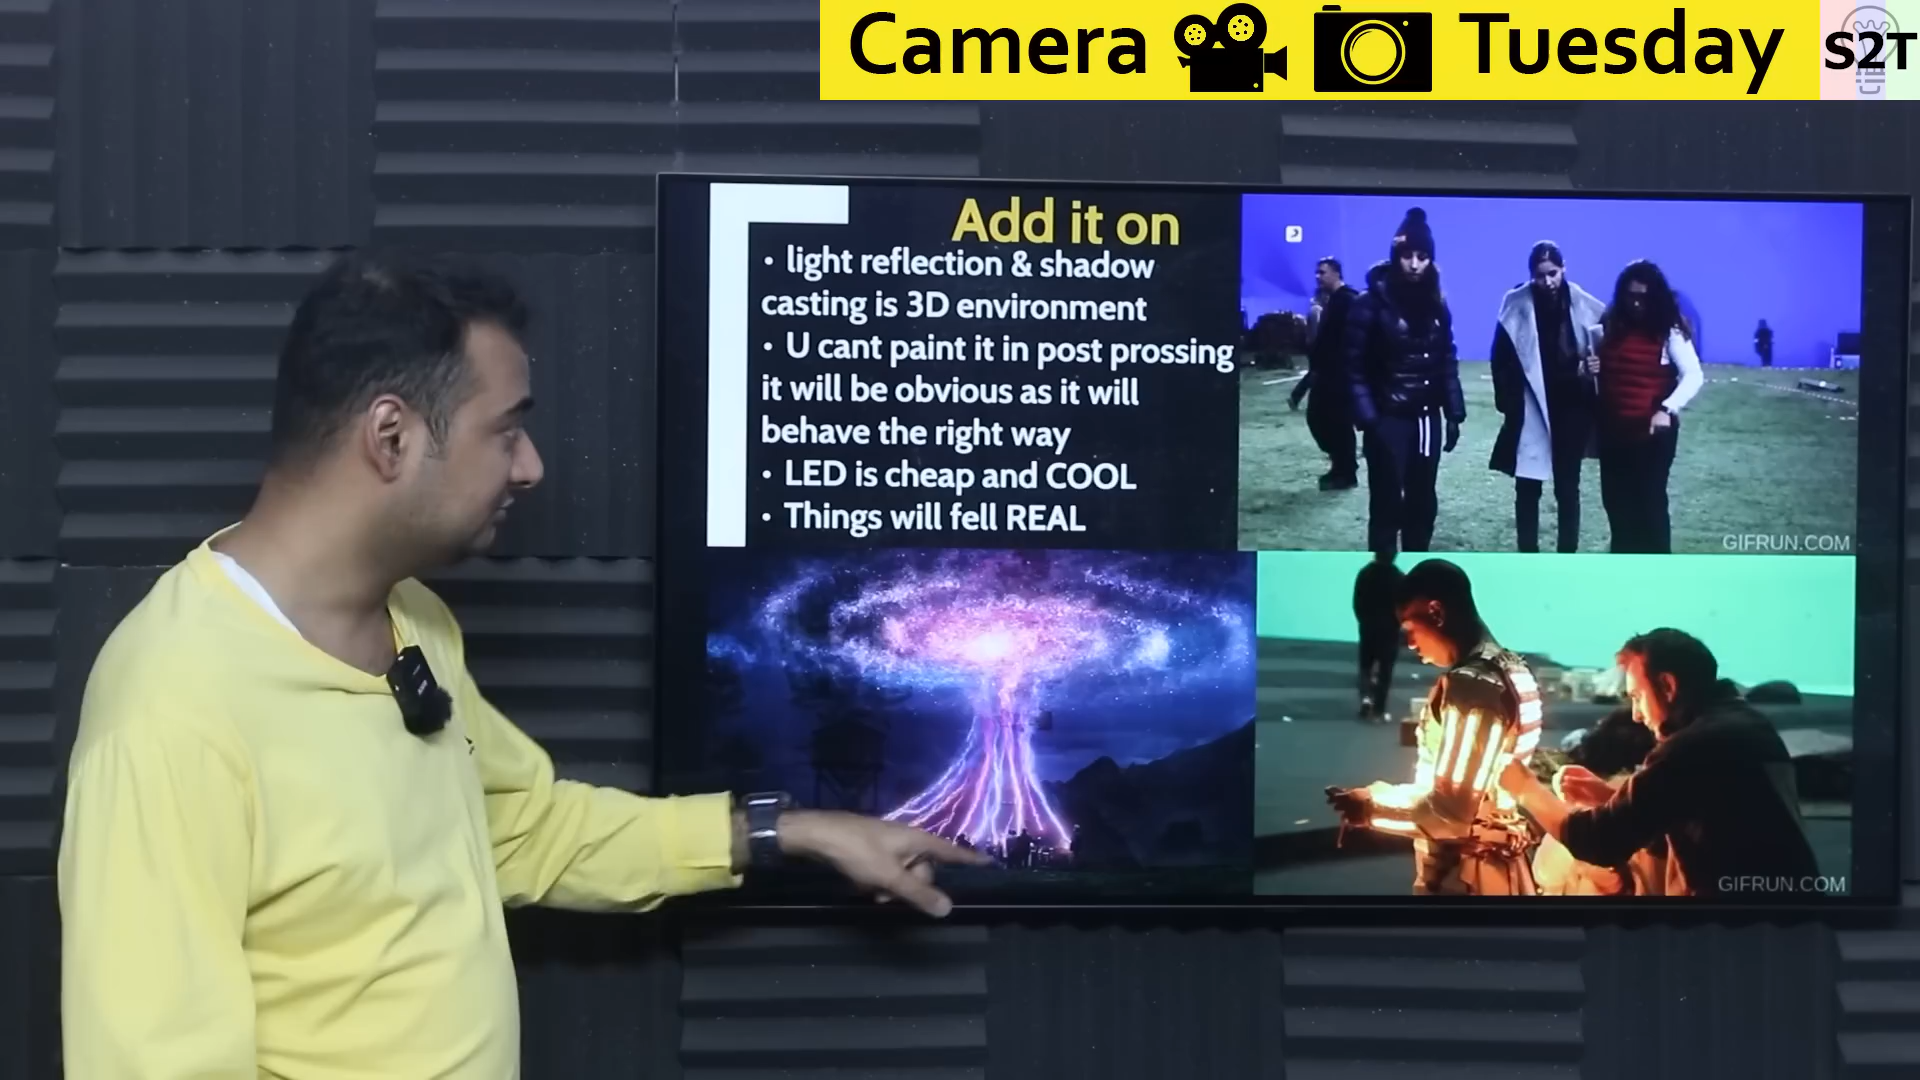 Camera Tuesday S2T
Add it on
• light reflection & shadow
casting is 3D environment
• U cant paint it in post prossing
it will be obvious as it will
behave the right way
• LED is cheap and COOL
• Things will fell REAL
GIFRUN.COM
GIFRUN.COM